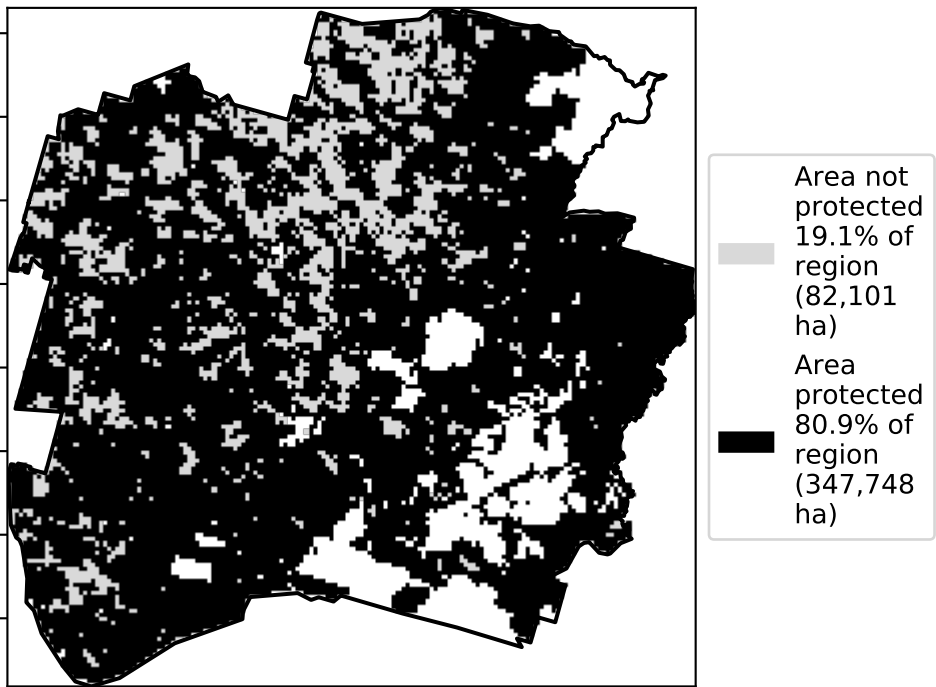 Area not
protected
19.1% of
region
(82,101
ha)
Area
protected
80.9% of
region
(347,748
ha)